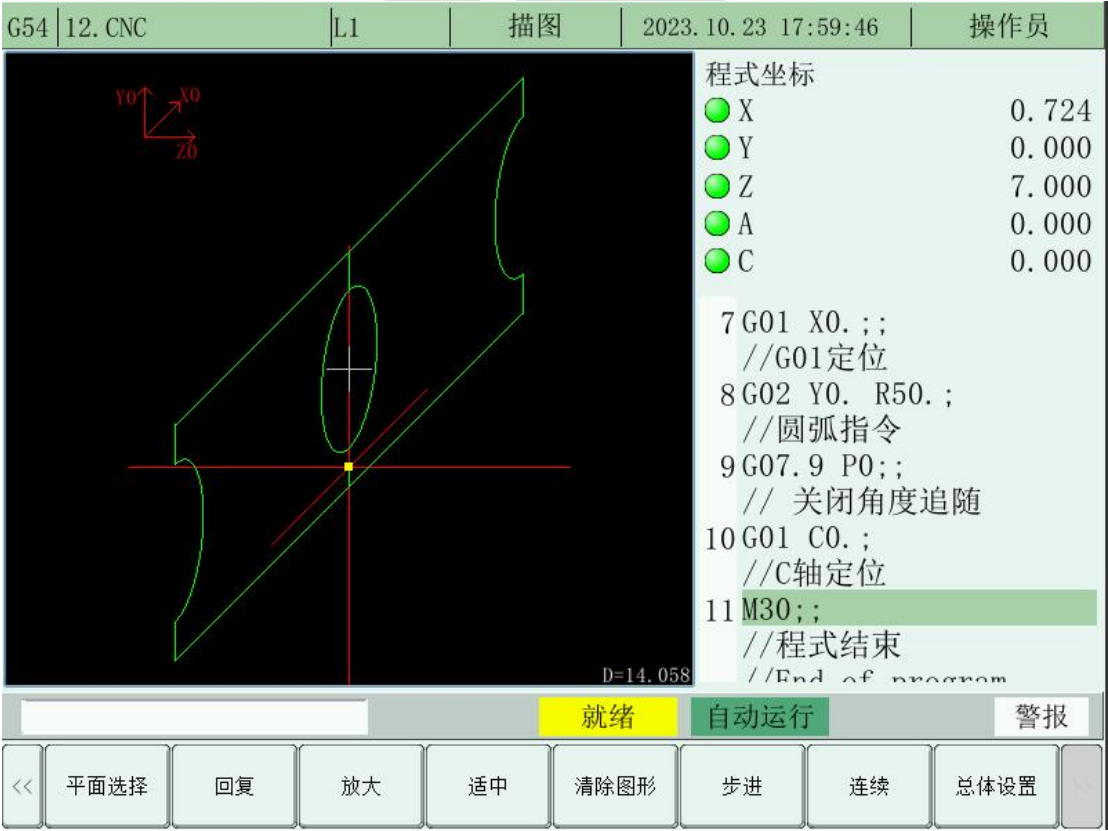 G54 12. CNC L1 描图 2023. 10. 23 17:59:46 操作员
Y0 X0
Z0
D=14.058
程式坐标
X 0.724
Y 0.000
Z 7.000
A 0.000
C 0.000
7 G01 X0.;;
//G01定位
8 G02 Y0. R50.;
//圆弧指令
9 G07.9 P0;;
// 关闭角度追随
10 G01 C0.;
//C轴定位
11 M30;;
//程式结束
//End of program
就绪 自动运行 警报
<< 平面选择 回复 放大 适中 清除图形 步进 连续 总体设置 >>